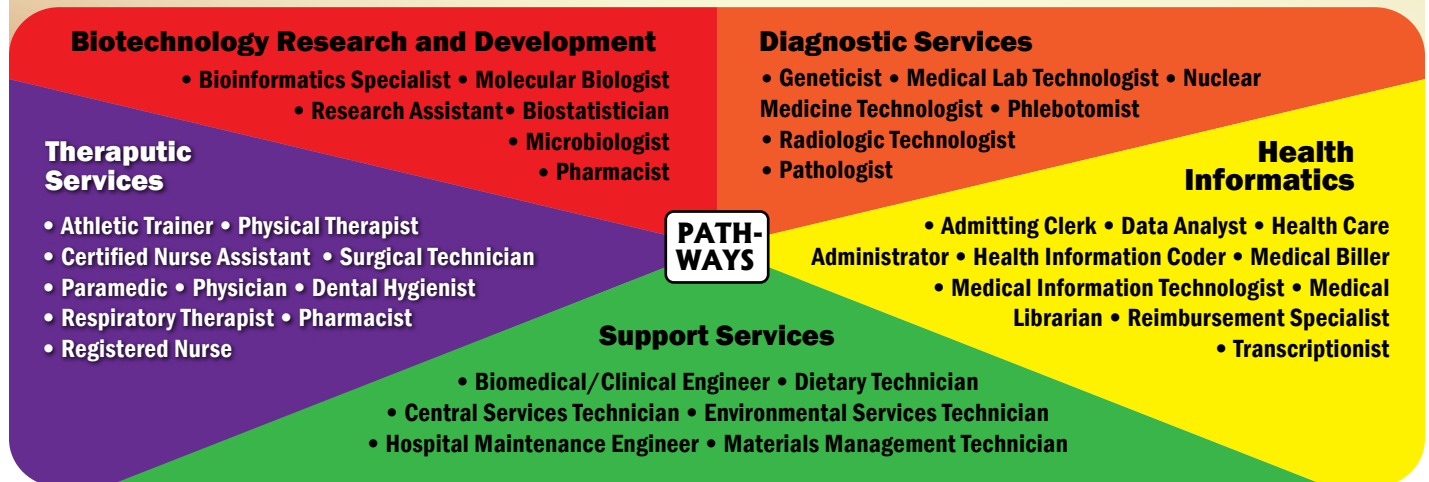 Biotechnology Research and Development
• Bioinformatics Specialist • Molecular Biologist
• Research Assistant• Biostatistician
• Microbiologist
• Pharmacist
Diagnostic Services
• Geneticist • Medical Lab Technologist • Nuclear
Medicine Technologist • Phlebotomist
• Radiologic Technologist
• Pathologist
Theraputic
Services
• Athletic Trainer • Physical Therapist
• Certified Nurse Assistant • Surgical Technician
• Paramedic • Physician • Dental Hygienist
• Respiratory Therapist • Pharmacist
• Registered Nurse
PATH-
WAYS
Health
Informatics
• Admitting Clerk • Data Analyst • Health Care
Administrator • Health Information Coder • Medical Biller
• Medical Information Technologist • Medical
Librarian • Reimbursement Specialist
• Transcriptionist
Support Services
• Biomedical/Clinical Engineer • Dietary Technician
• Central Services Technician • Environmental Services Technician
• Hospital Maintenance Engineer • Materials Management Technician